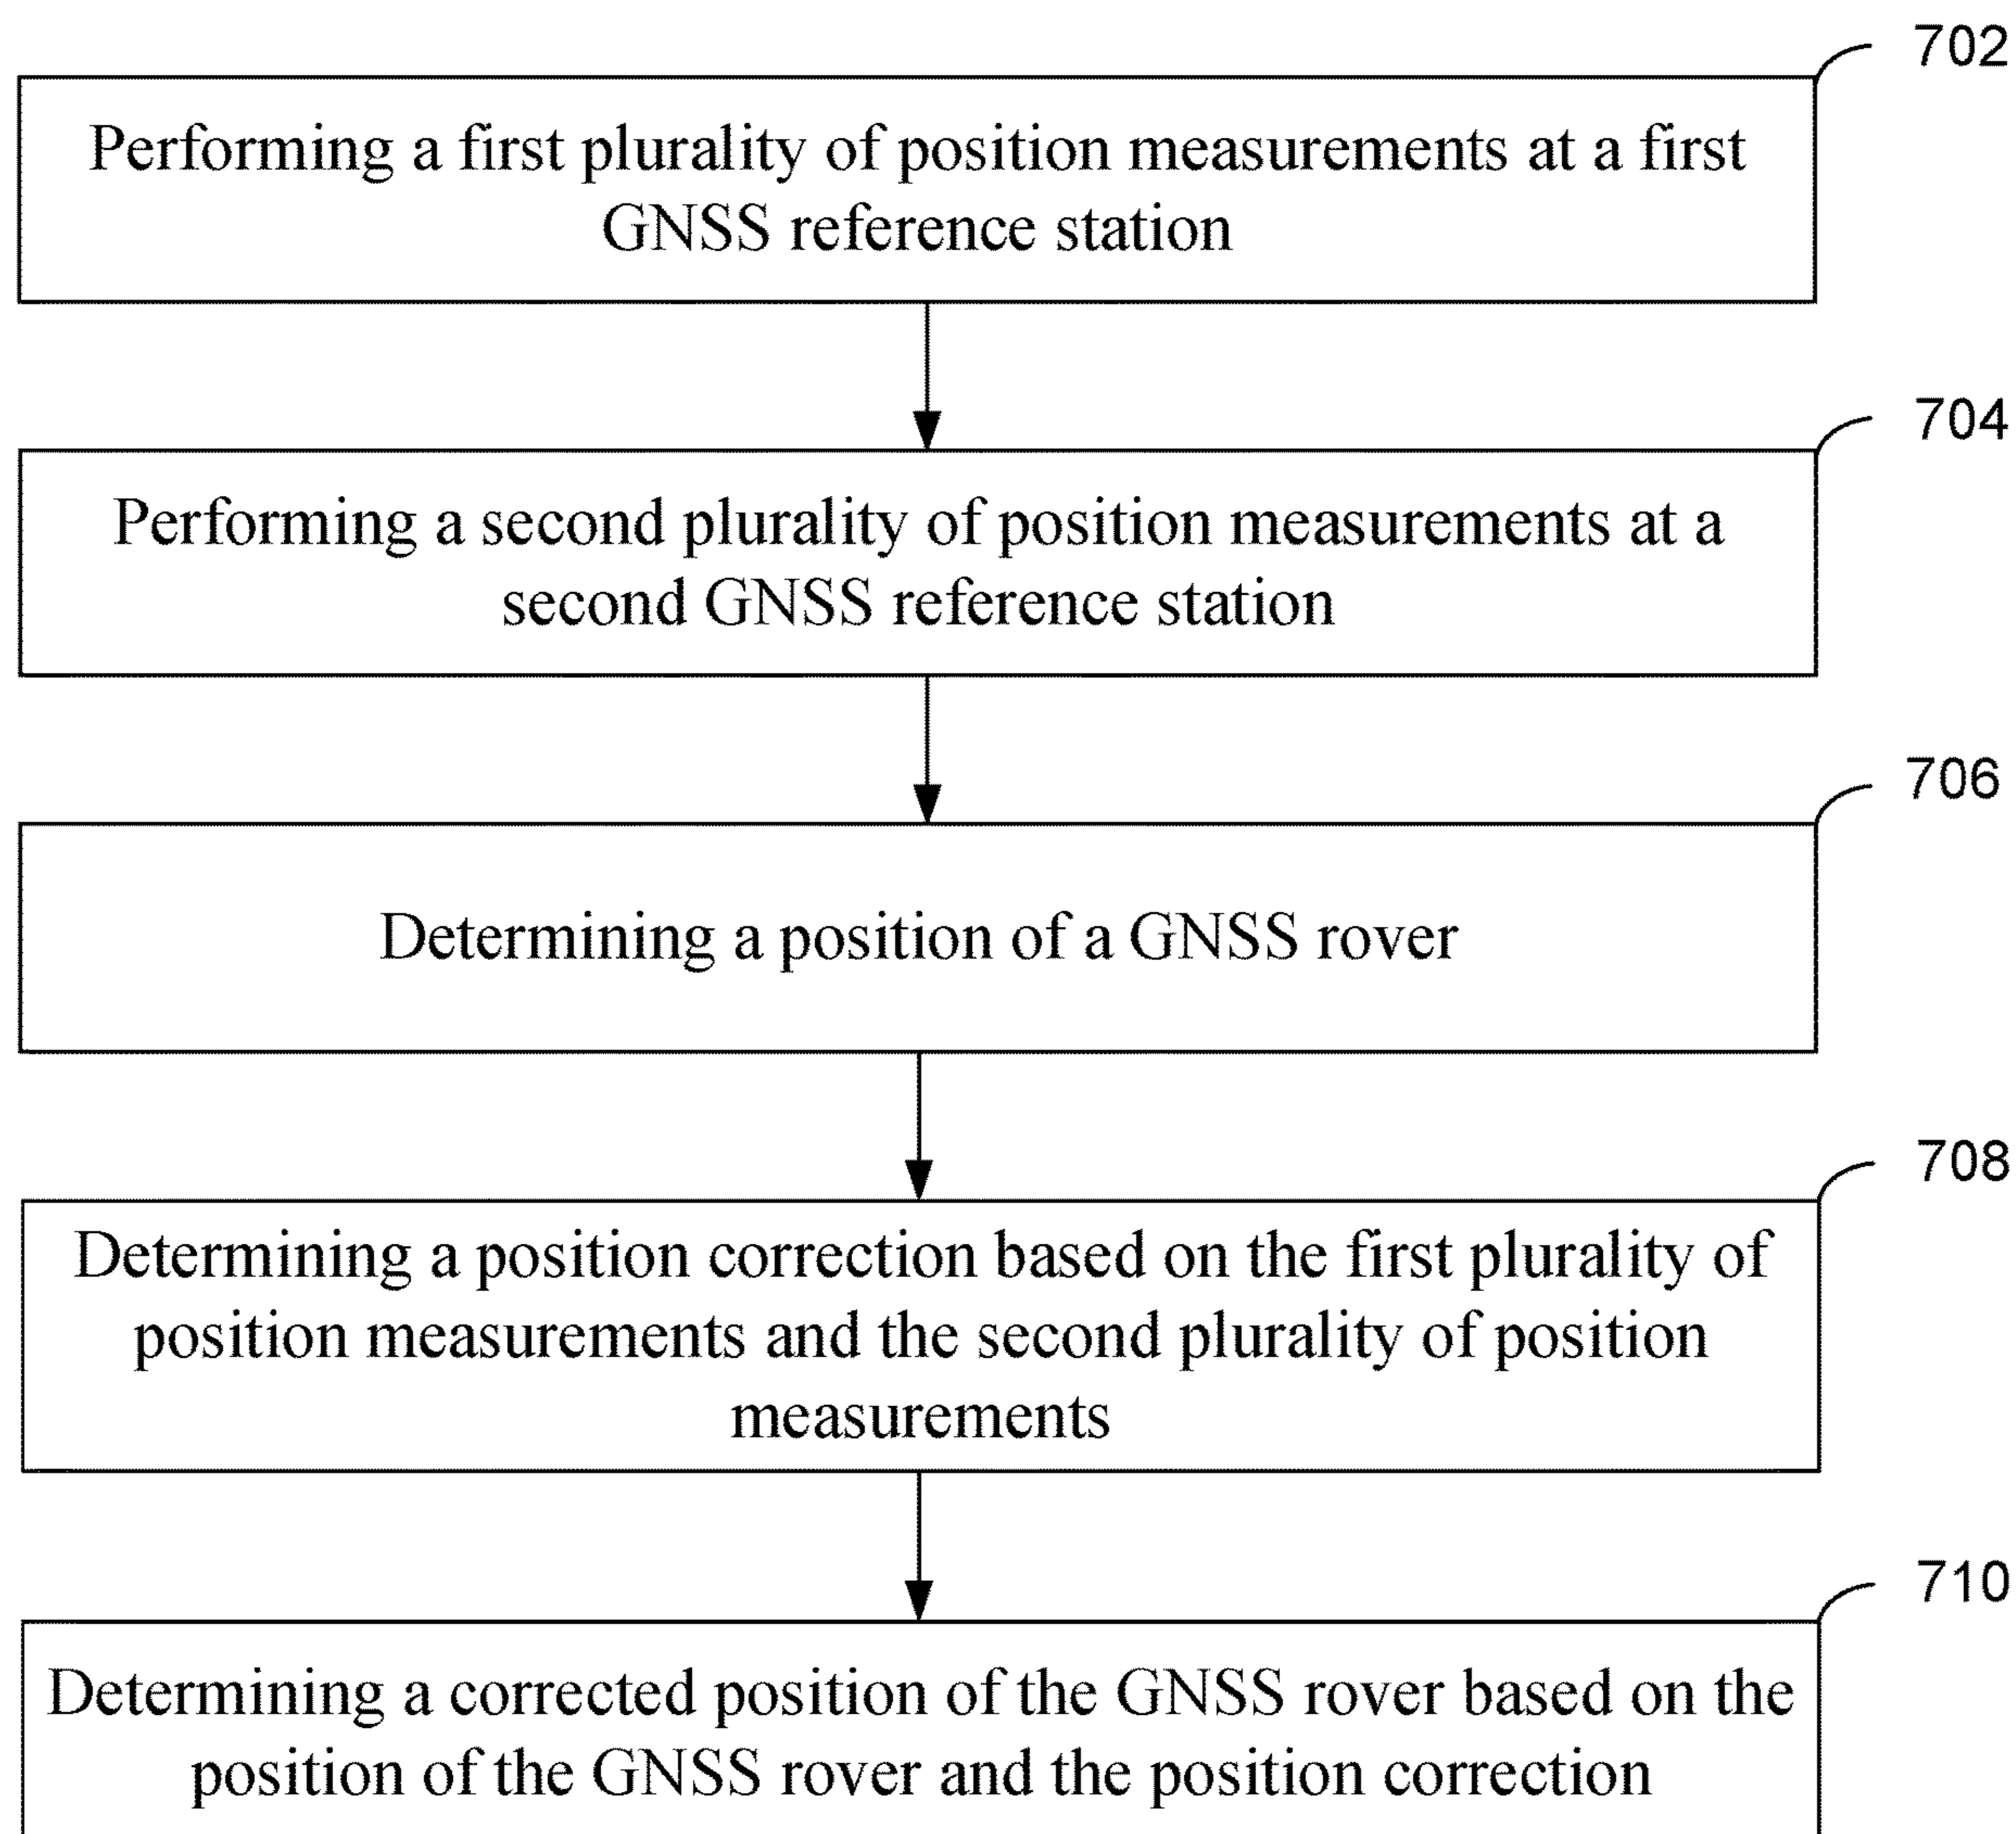 702
Performing a first plurality of position measurements at a first
GNSS reference station
704
Performing a second plurality of position measurements at a
second GNSS reference station
706
Determining a position of a GNSS rover
708
Determining a position correction based on the first plurality of
position measurements and the second plurality of position
measurements
710
Determining a corrected position of the GNSS rover based on the
position of the GNSS rover and the position correction